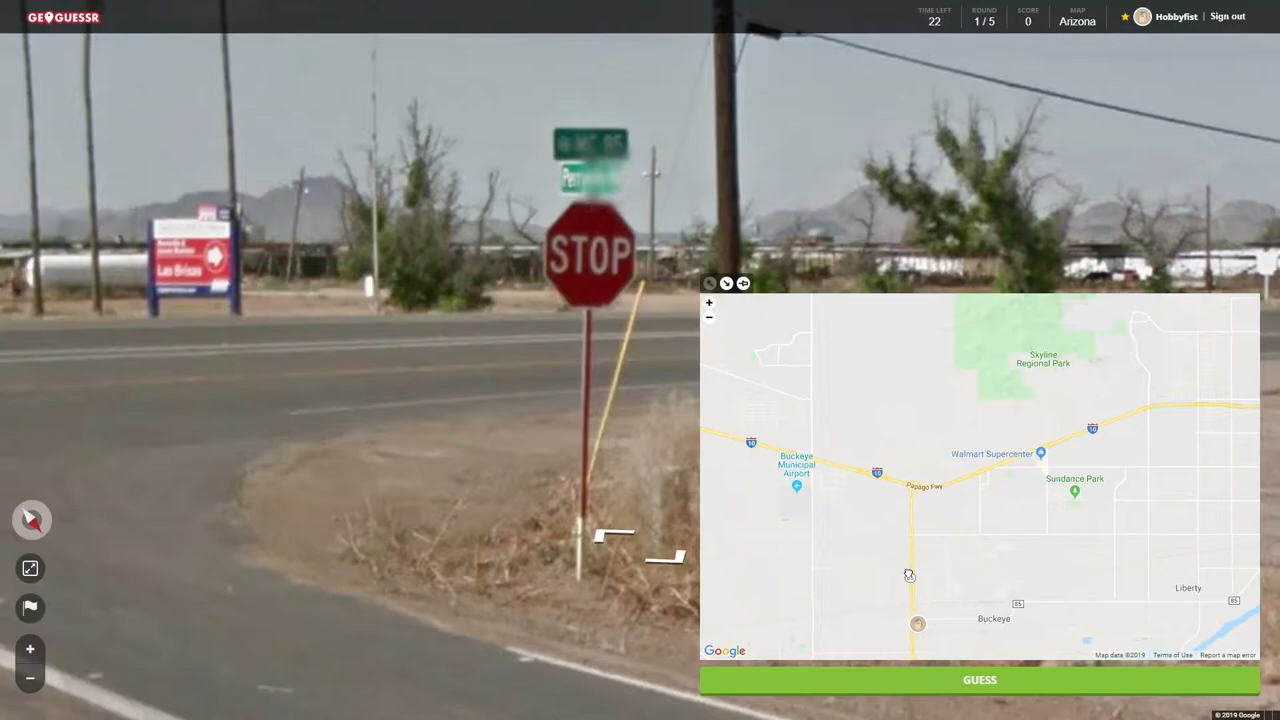 GEOGUESSR
TIME LEFT
22
ROUND
1 / 5
SCORE
0
MAP
Arizona
Hobbyfist
Sign out
MC 85
STOP
Las Brisas
Skyline
Regional Park
10
10
Walmart Supercenter
Buckeye
Municipal
Airport
10
Papago Fwy
Sundance Park
Liberty
85
85
Buckeye
Google
Map data ©2019
Terms of Use
Report a map error
GUESS
© 2019 Google